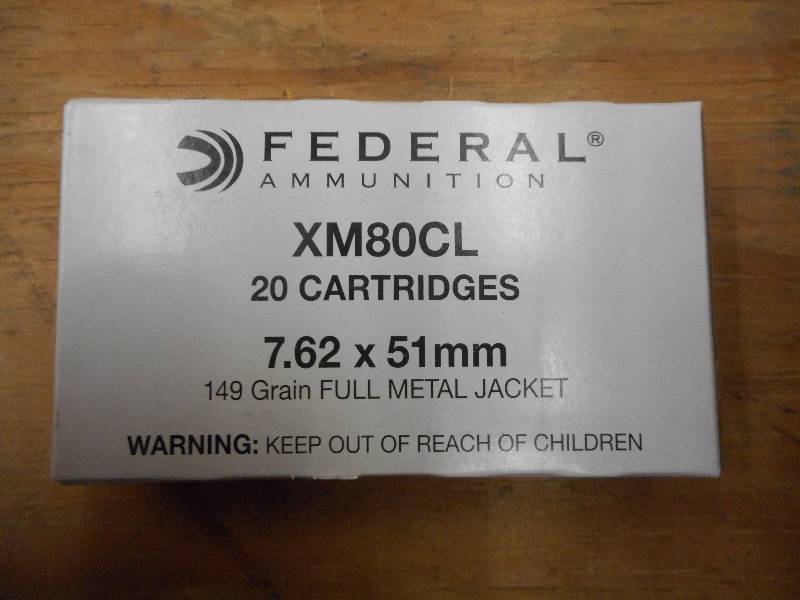 FEDERAL®
AMMUNITION
XM80CL
20 CARTRIDGES
7.62 x 51mm
149 Grain FULL METAL JACKET
WARNING: KEEP OUT OF REACH OF CHILDREN